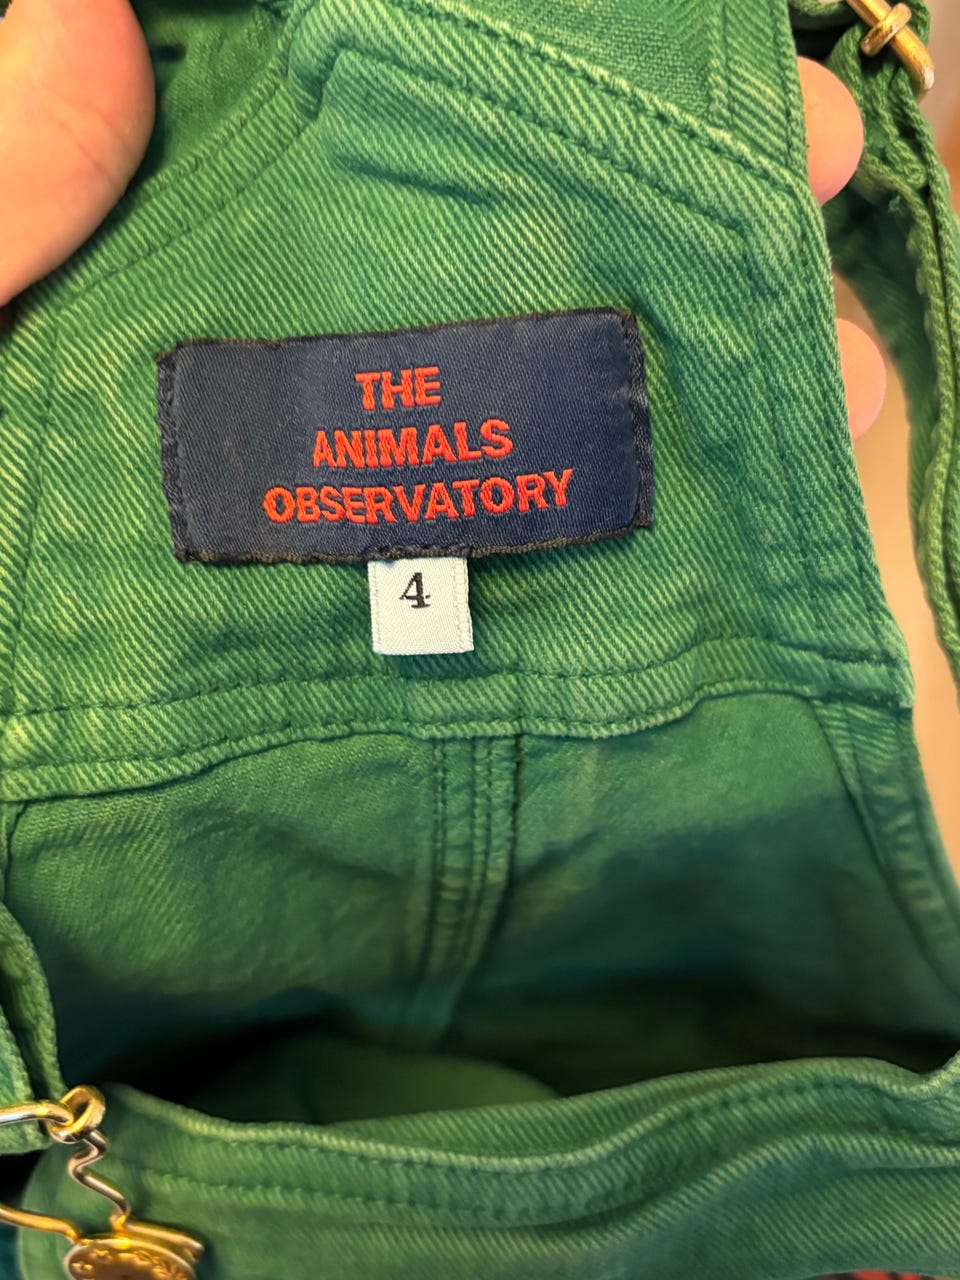 THE
ANIMALS
OBSERVATORY
4